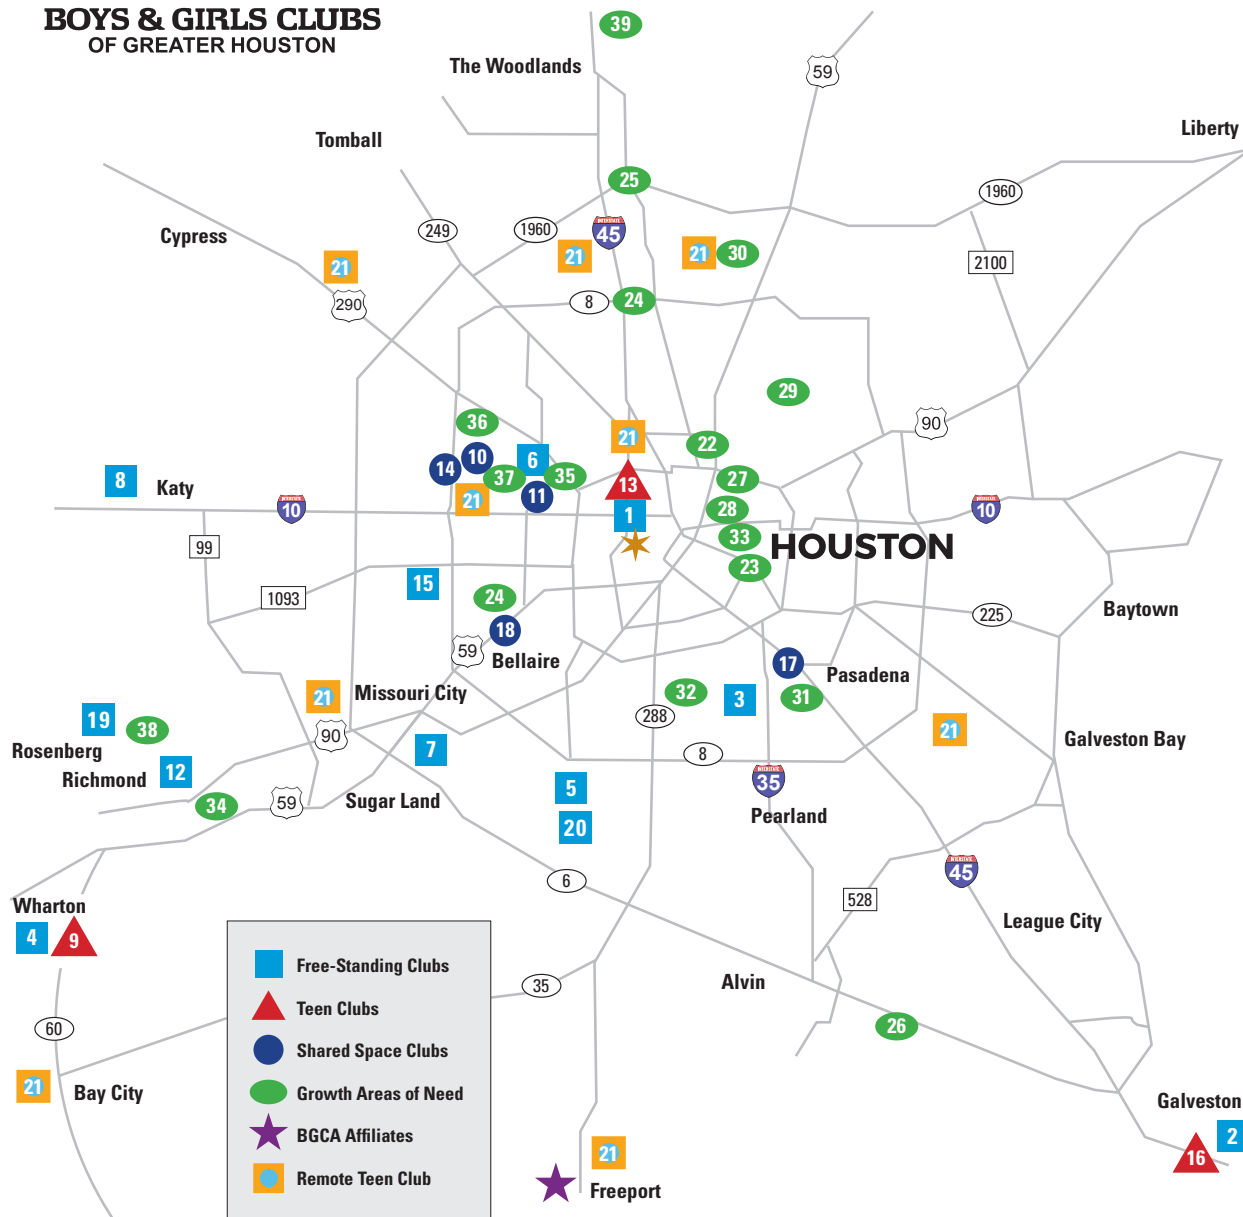 BOYS & GIRLS CLUBS
OF GREATER HOUSTON
39
The Woodlands
59
Liberty
Tomball
25
1960
Cypress
249
1960
INTERSTATE
45
21
21
21
30
2100
290
8
24
29
36
21
22
90
14
10
6
37
35
13
27
8
Katy
21
11
INTERSTATE
10
1
28
INTERSTATE
10
33
HOUSTON
99
23
15
1093
24
18
225
Baytown
59
Bellaire
17
Pasadena
21
Missouri City
32
3
31
19
38
288
21
Rosenberg
90
7
8
Galveston Bay
Richmond
12
5
INTERSTATE
35
34
59
Sugar Land
Pearland
20
6
INTERSTATE
45
528
Wharton
4
9
League City
Free-Standing Clubs
35
Alvin
Teen Clubs
60
Shared Space Clubs
26
21
Bay City
Growth Areas of Need
Galveston
BGCA Affiliates
2
16
Remote Teen Club
21
Freeport